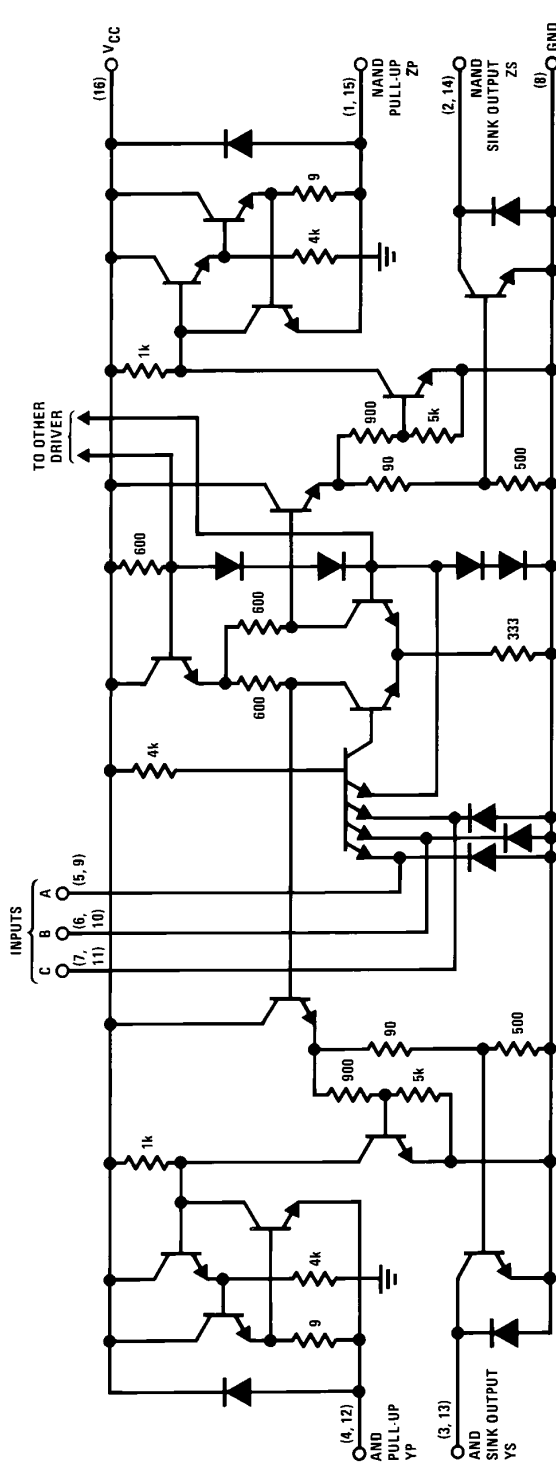 INPUTS
C
B
A
(7, 11)
(6, 10)
(5, 9)
TO OTHER
DRIVER
VCC
(16)
(4, 12)
AND
PULL-UP
YP
9
4k
1k
900
5k
90
500
(3, 13)
AND
SINK OUTPUT
YS
4k
600
600
600
333
900
5k
90
500
1k
4k
9
(1, 15)
NAND
PULL-UP
ZP
(2, 14)
NAND
SINK OUTPUT
ZS
(8)
GND